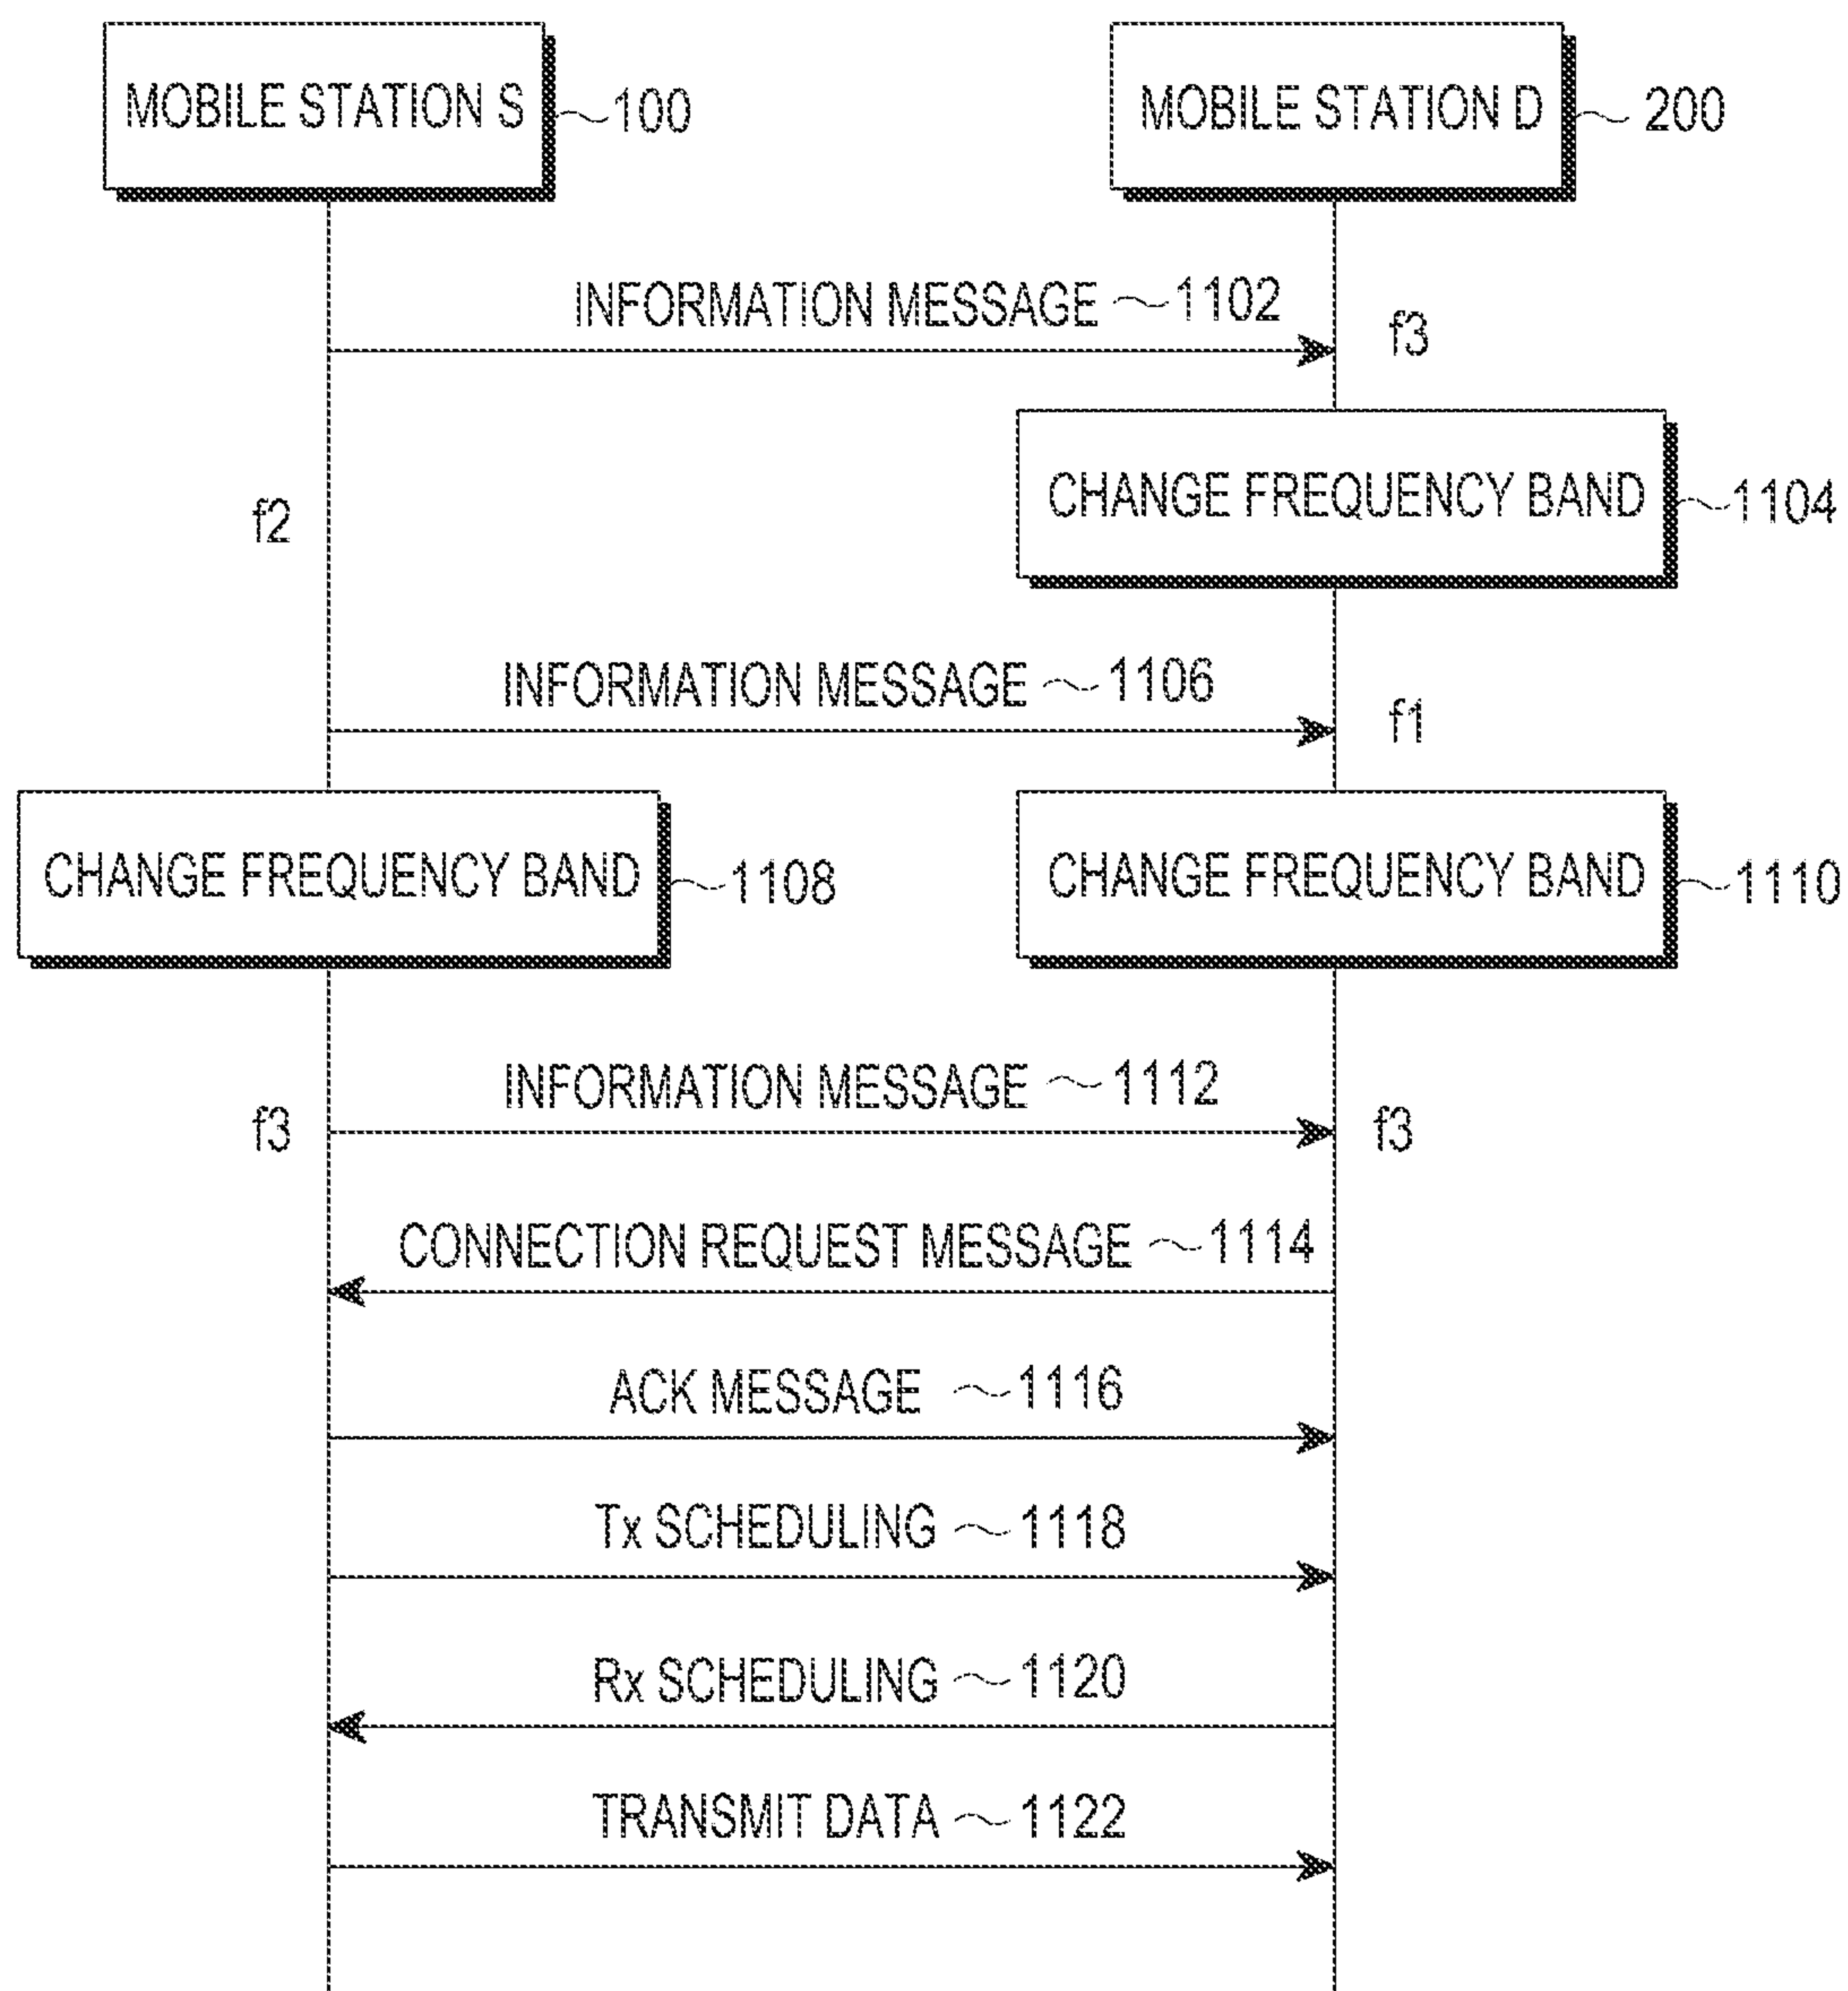 MOBILE STATION S 100
MOBILE STATION D 200
INFORMATION MESSAGE 1102
f3
CHANGE FREQUENCY BAND 1104
f2
INFORMATION MESSAGE 1106
f1
CHANGE FREQUENCY BAND 1108
CHANGE FREQUENCY BAND 1110
INFORMATION MESSAGE 1112
f3
f3
CONNECTION REQUEST MESSAGE 1114
ACK MESSAGE 1116
Tx SCHEDULING 1118
Rx SCHEDULING 1120
TRANSMIT DATA 1122